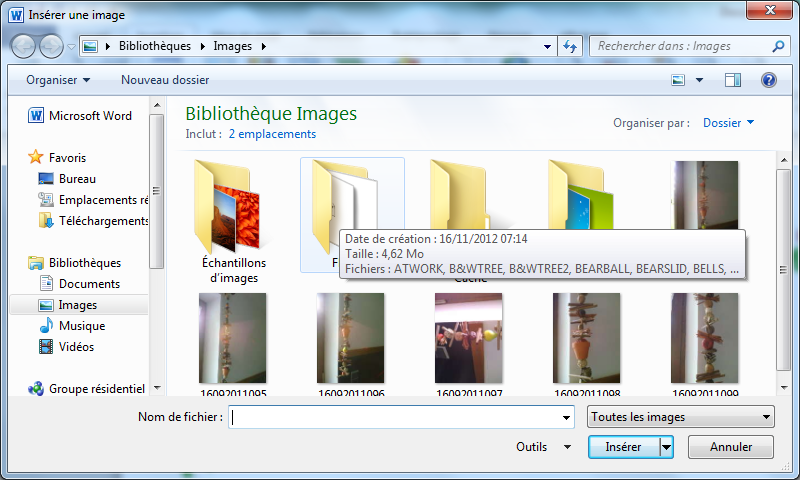 Insérer une image
Bibliothèques Images
Rechercher dans : Images
Organiser Nouveau dossier
Microsoft Word
Favoris
Bureau
Emplacements ré
Téléchargements
Bibliothèques
Documents
Images
Musique
Vidéos
Groupe résidentiel
Bibliothèque Images
Inclut : 2 emplacements
Organiser par : Dossier
Échantillons
d'images
Date de création : 16/11/2012 07:14
Taille : 4,62 Mo
Fichiers : ATWORK, B&WTREE, B&WTREE2, BEARBALL, BEARSLID, BELLS, ...
16092011095
16092011096
16092011097
16092011098
16092011099
Nom de fichier :
Toutes les images
Outils
Insérer
Annuler